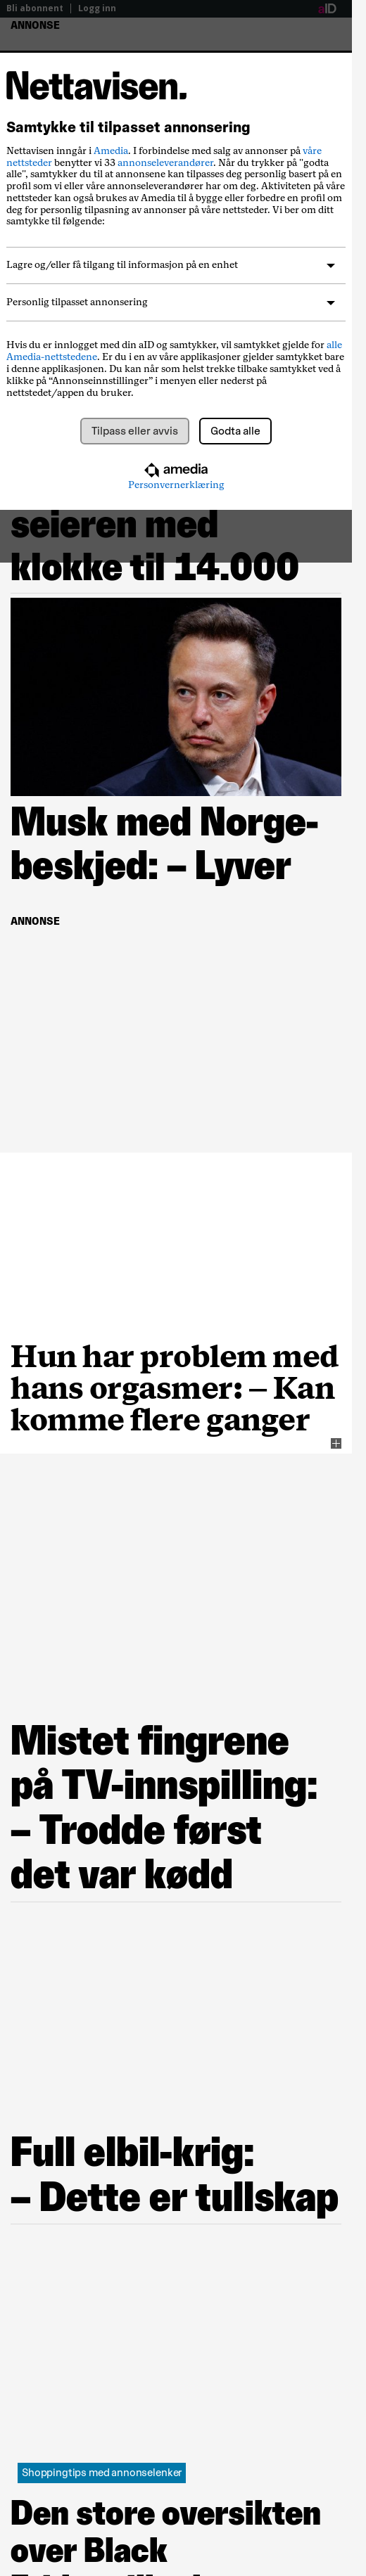 Bli abonnent | Logg inn
aID
ANNONSE
Nettavisen.
Samtykke til tilpasset annonsering
Nettavisen inngår i Amedia. I forbindelse med salg av annonser på våre
nettsteder benytter vi 33 annonseleverandører. Når du trykker på "godta
alle", samtykker du til at annonsene kan tilpasses deg personlig basert på en
profil som vi eller våre annonseleverandører har om deg. Aktiviteten på våre
nettsteder kan også brukes av Amedia til å bygge eller forbedre en profil om
deg for personlig tilpasning av annonser på våre nettsteder. Vi ber om ditt
samtykke til følgende:
Lagre og/eller få tilgang til informasjon på en enhet
Personlig tilpasset annonsering
Hvis du er innlogget med din aID og samtykker, vil samtykket gjelde for alle
Amedia-nettstedene. Er du i en av våre applikasjoner gjelder samtykket bare
i denne applikasjonen. Du kan når som helst trekke tilbake samtykket ved å
klikke på “Annonseinnstillinger” i menyen eller nederst på
nettstedet/appen du bruker.
Tilpass eller avvis
Godta alle
amedia
Personvernerklæring
seieren med
klokke til 14.000
Musk med Norge-
beskjed: – Lyver
ANNONSE
Hun har problem med
hans orgasmer: – Kan
komme flere ganger
Mistet fingrene
på TV-innspilling:
– Trodde først
det var kødd
Full elbil-krig:
– Dette er tullskap
Shoppingtips med annonselenker
Den store oversikten
over Black